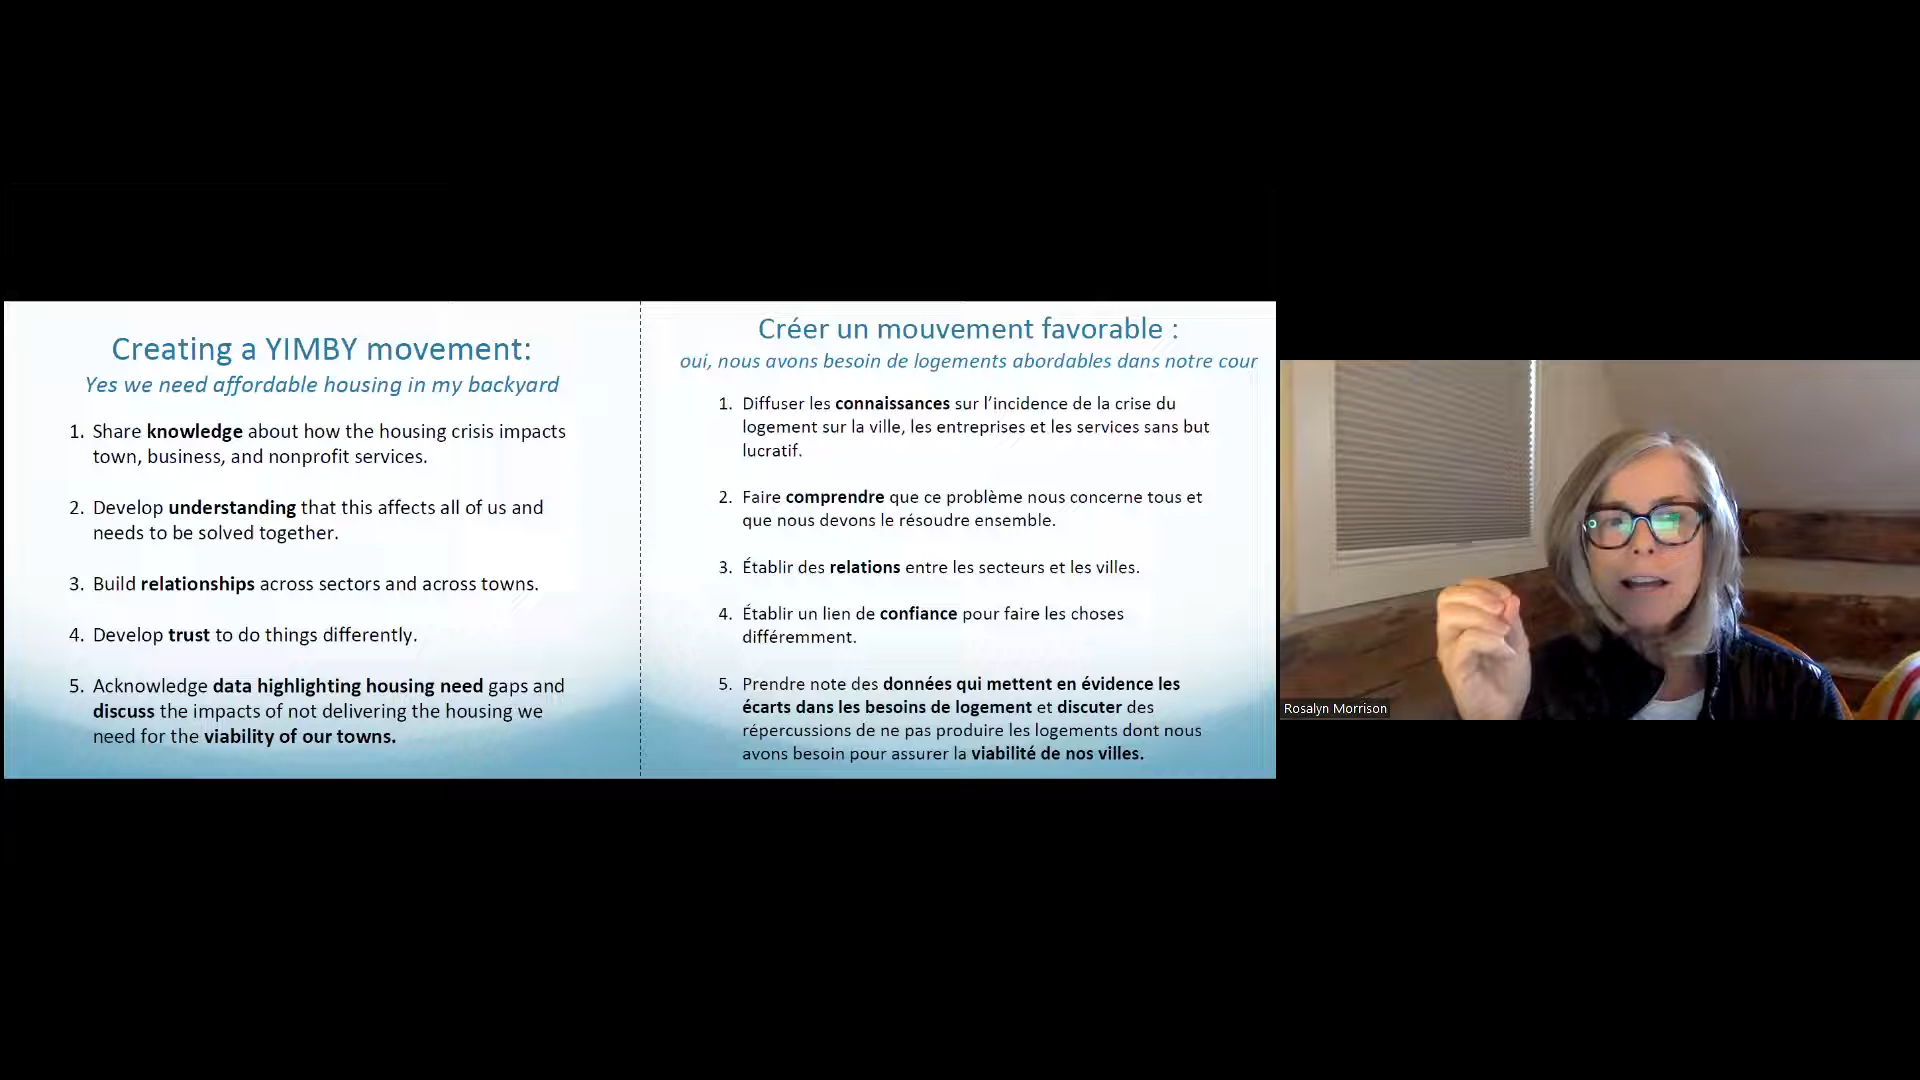 Creating a YIMBY movement:
Yes we need affordable housing in my backyard
1. Share knowledge about how the housing crisis impacts
town, business, and nonprofit services.
2. Develop understanding that this affects all of us and
needs to be solved together.
3. Build relationships across sectors and across towns.
4. Develop trust to do things differently.
5. Acknowledge data highlighting housing need gaps and
discuss the impacts of not delivering the housing we
need for the viability of our towns.
Créer un mouvement favorable :
oui, nous avons besoin de logements abordables dans notre cour
1. Diffuser les connaissances sur l’incidence de la crise du
logement sur la ville, les entreprises et les services sans but
lucratif.
2. Faire comprendre que ce problème nous concerne tous et
que nous devons le résoudre ensemble.
3. Établir des relations entre les secteurs et les villes.
4. Établir un lien de confiance pour faire les choses
différemment.
5. Prendre note des données qui mettent en évidence les
écarts dans les besoins de logement et discuter des
répercussions de ne pas produire les logements dont nous
avons besoin pour assurer la viabilité de nos villes.
Rosalyn Morrison